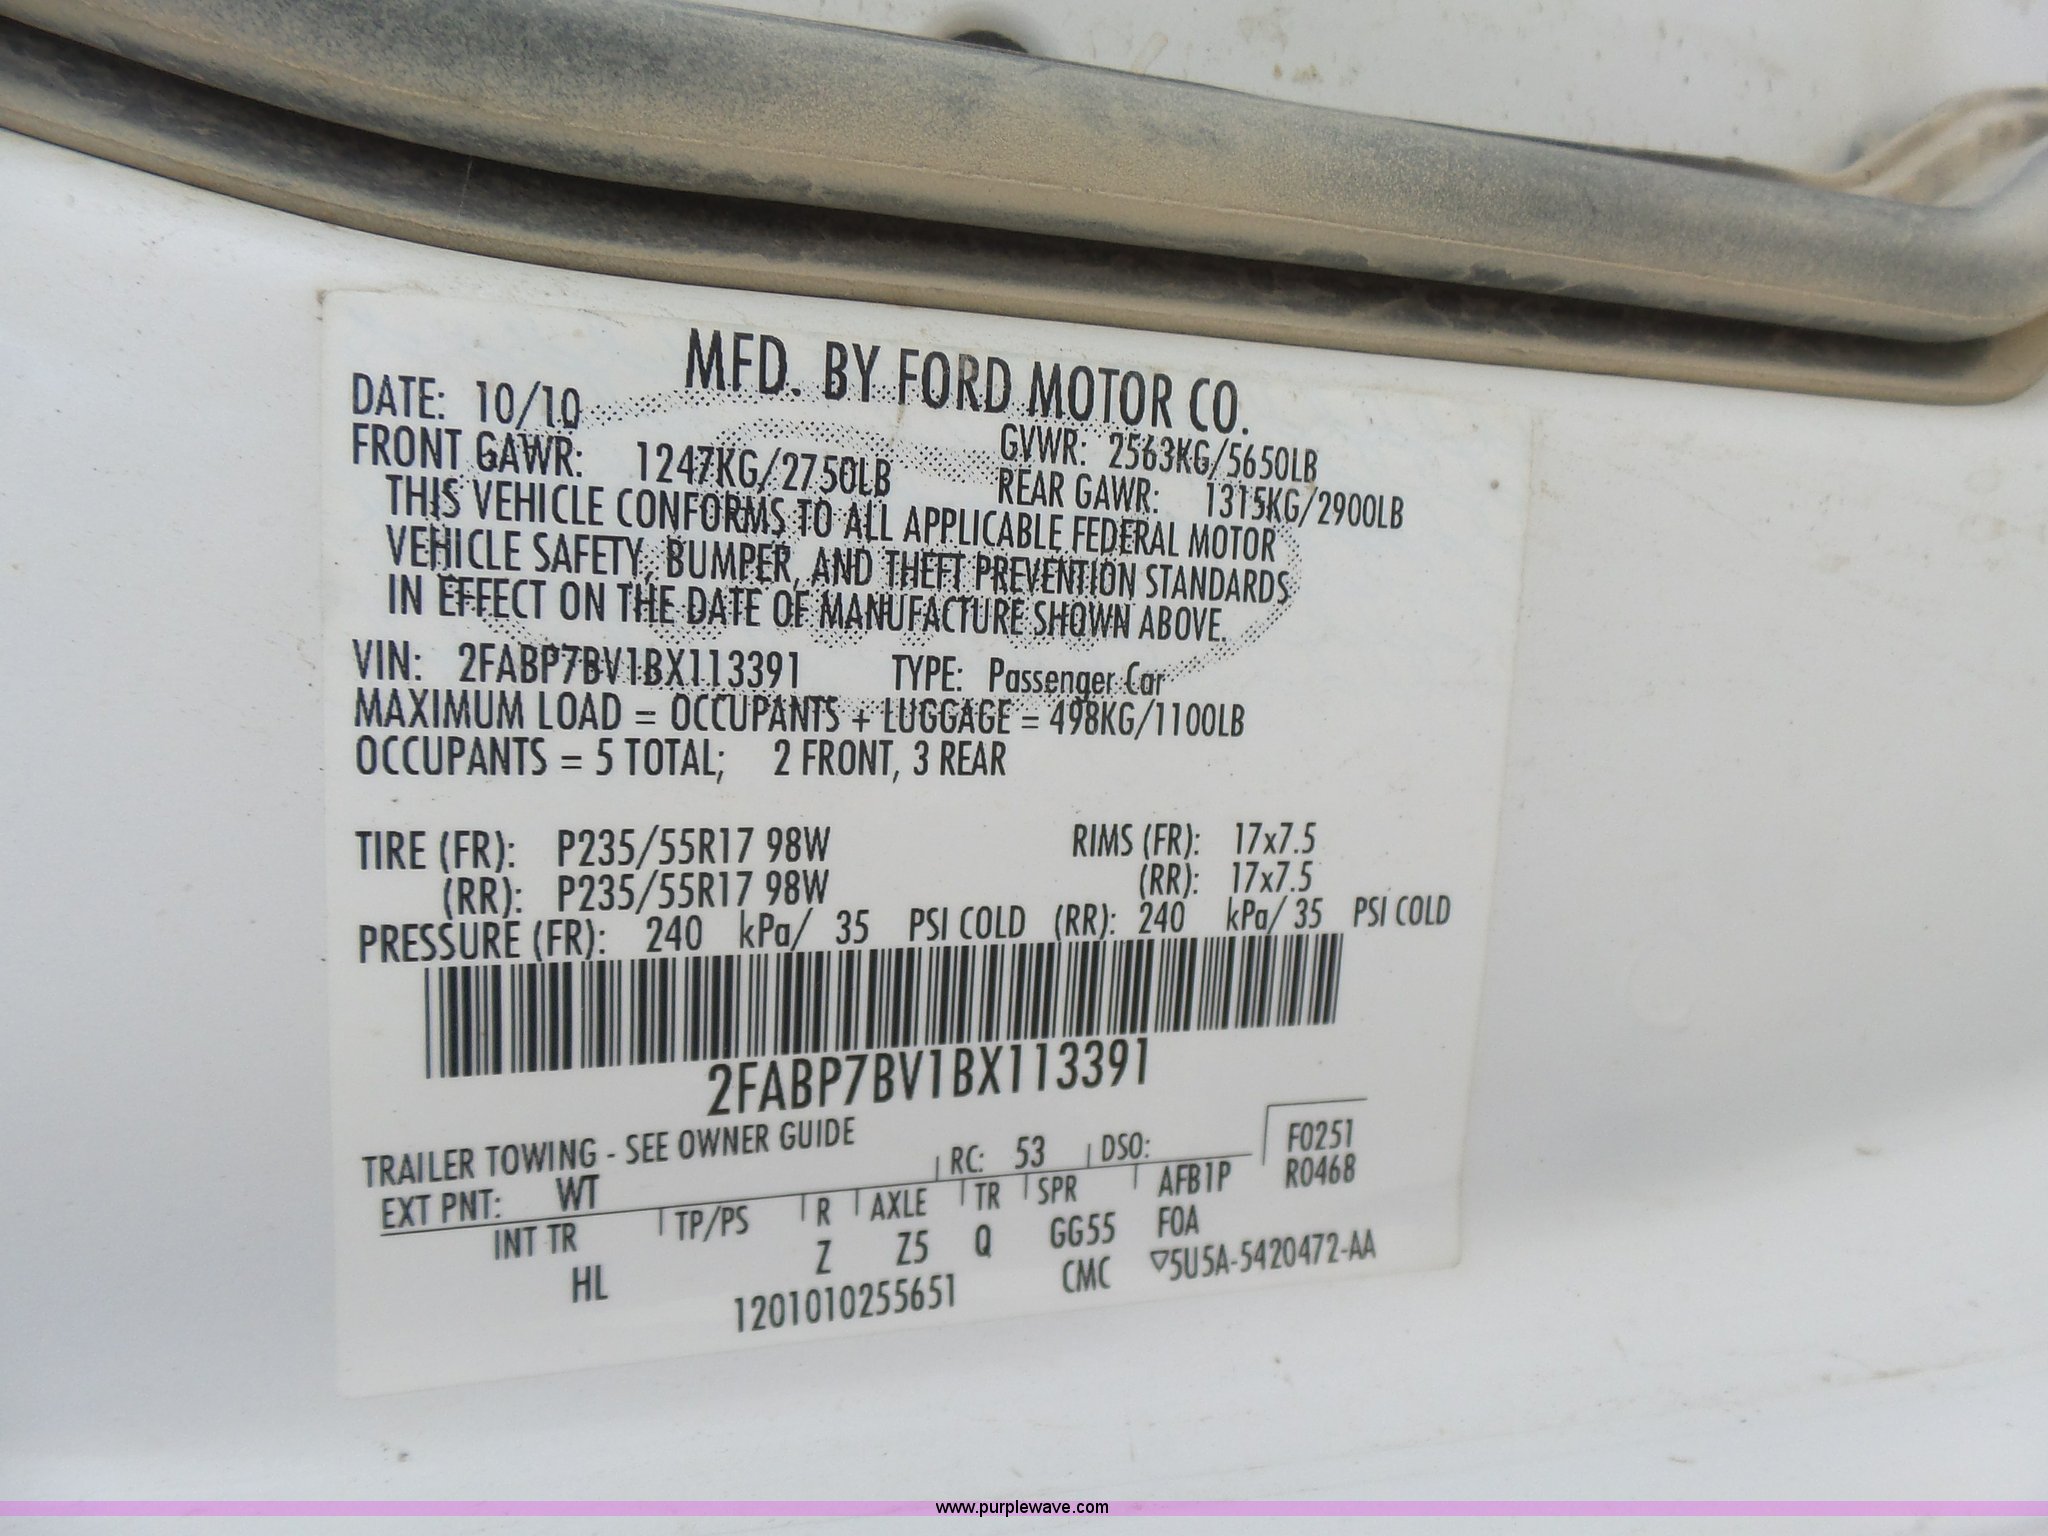 MFD. BY FORD MOTOR CO.
DATE: 10/10
GVWR: 2563KG/5650LB
FRONT GAWR: 1247KG/2750LB
REAR GAWR: 1315KG/2900LB
THIS VEHICLE CONFORMS TO ALL APPLICABLE FEDERAL MOTOR
VEHICLE SAFETY, BUMPER, AND THEFT PREVENTION STANDARDS
IN EFFECT ON THE DATE OF MANUFACTURE SHOWN ABOVE.
VIN: 2FABP7BV1BX113391 TYPE: Passenger Car
MAXIMUM LOAD = OCCUPANTS + LUGGAGE = 498KG/1100LB
OCCUPANTS = 5 TOTAL; 2 FRONT, 3 REAR
TIRE (FR): P235/55R17 98W RIMS (FR): 17x7.5
(RR): P235/55R17 98W (RR): 17x7.5
PRESSURE (FR): 240 kPa/ 35 PSI COLD (RR): 240 kPa/ 35 PSI COLD
2FABP7BV1BX113391
TRAILER TOWING - SEE OWNER GUIDE
EXT PNT: WT RC: 53 DSO: F0251
R0468
INT TR TP/PS R AXLE TR SPR AFB1P
HL Z Z5 Q GG55 FOA
1201010255651 CMC ▽5U5A-5420472-AA
www.purplewave.com